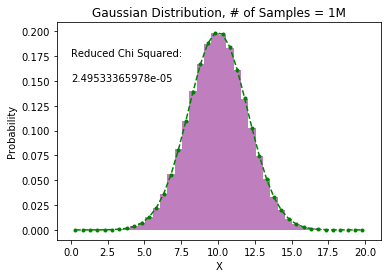 Gaussian Distribution, # of Samples = 1M
0.200
0.175
0.150
0.125
0.100
0.075
0.050
0.025
0.000
Probability
Reduced Chi Squared:
2.49533365978e-05
0.0 2.5 5.0 7.5 10.0 12.5 15.0 17.5 20.0
X